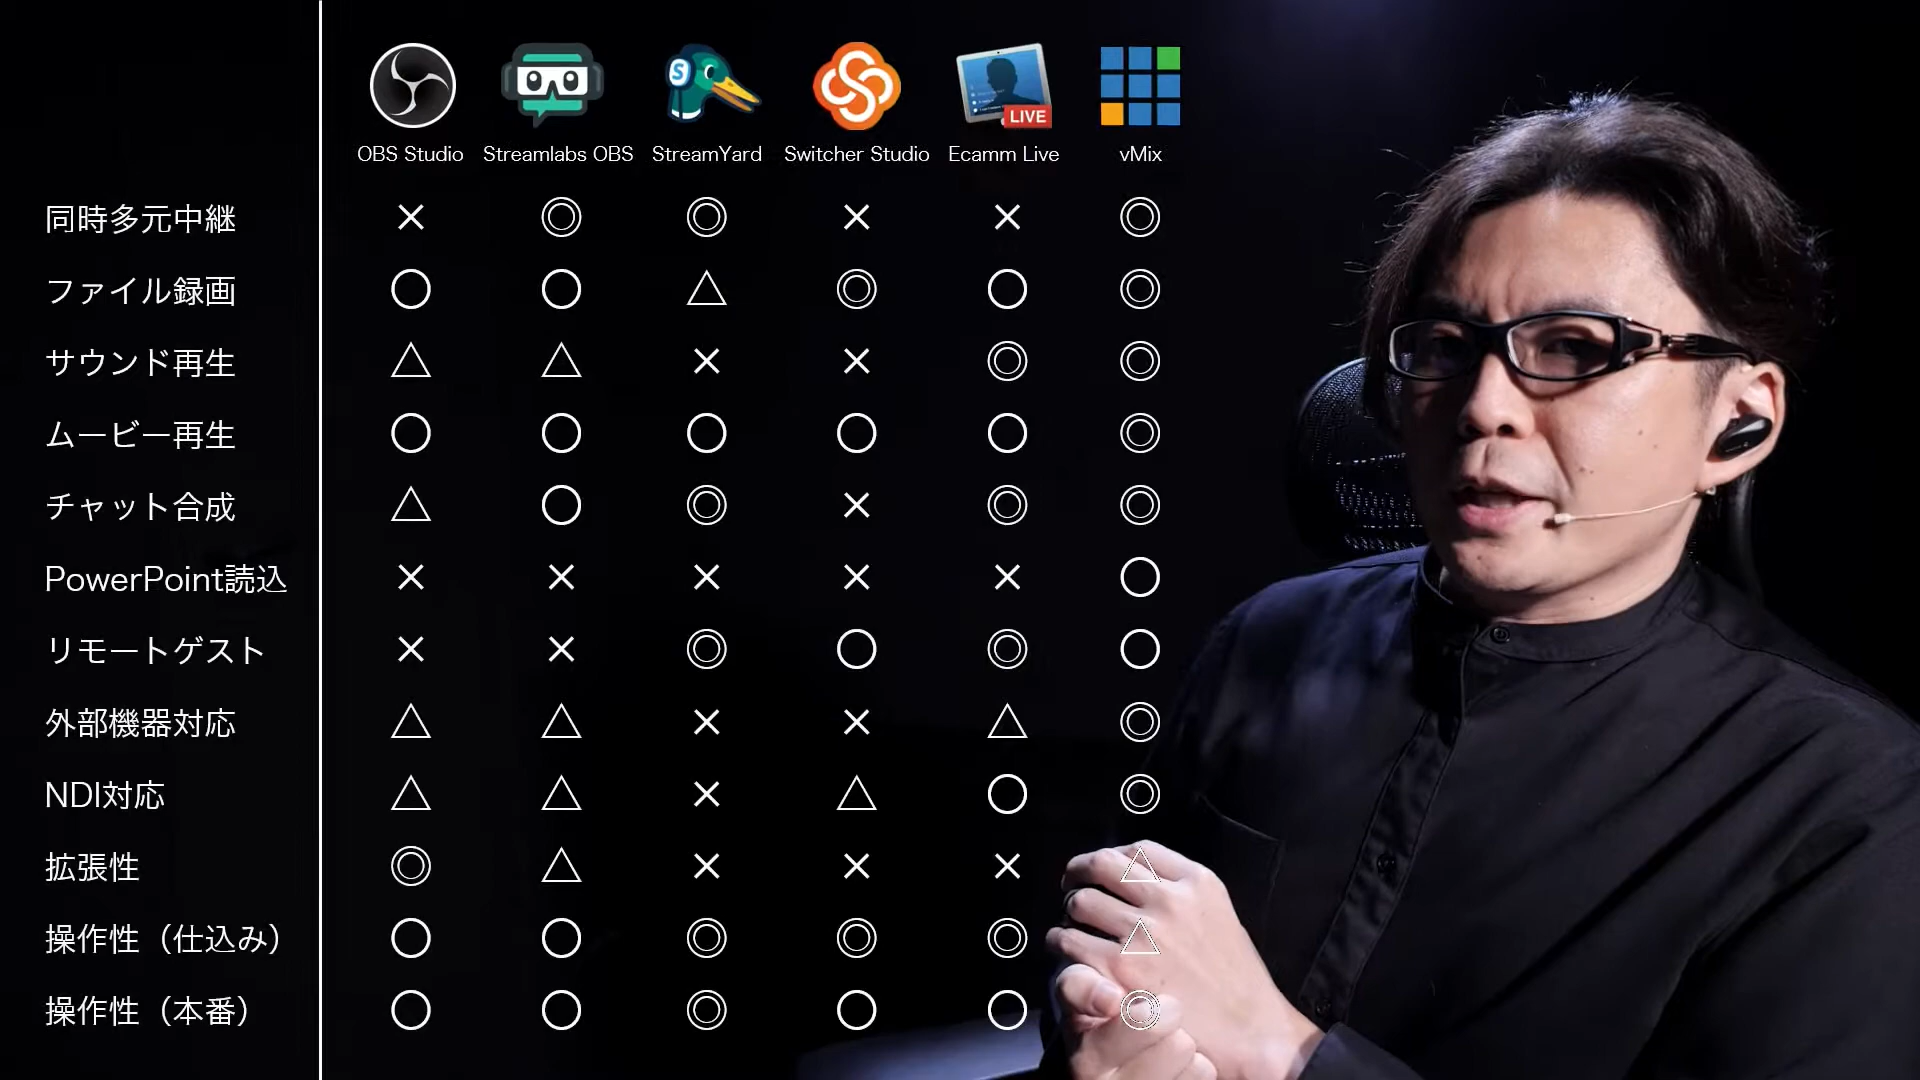 LIVE
OBS Studio Streamlabs OBS StreamYard Switcher Studio Ecamm Live vMix
同時多元中継 × ◎ ◎ × × ◎
ファイル録画 ○ ○ △ ◎ ○ ◎
サウンド再生 △ △ × × ◎ ◎
ムービー再生 ○ ○ ○ ○ ○ ◎
チャット合成 △ ○ ◎ × ◎ ◎
PowerPoint読込 × × × × × ○
リモートゲスト × × ◎ ○ ◎ ○
外部機器対応 △ △ × × △ ◎
NDI対応 △ △ × △ ○ ◎
拡張性 ◎ △ × × × △
操作性（仕込み） ○ ○ ◎ ◎ ◎ △
操作性（本番） ○ ○ ◎ ○ ○ ◎